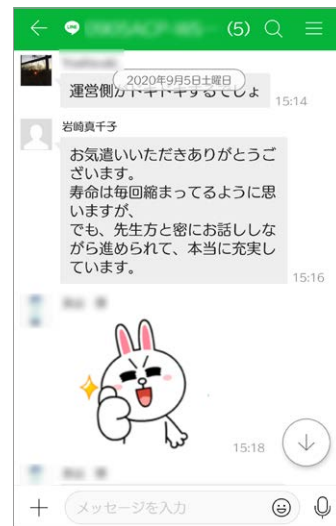 (5)
2020年9月5日土曜日
運営側がドキドキするでしょ
15:14
岩崎真千子
お気遣いいただきありがとうご
ざいます。
寿命は毎回縮まってるように思
いますが、
でも、先生方と密にお話ししな
がら進められて、本当に充実し
ています。
15:16
15:18
メッセージを入力